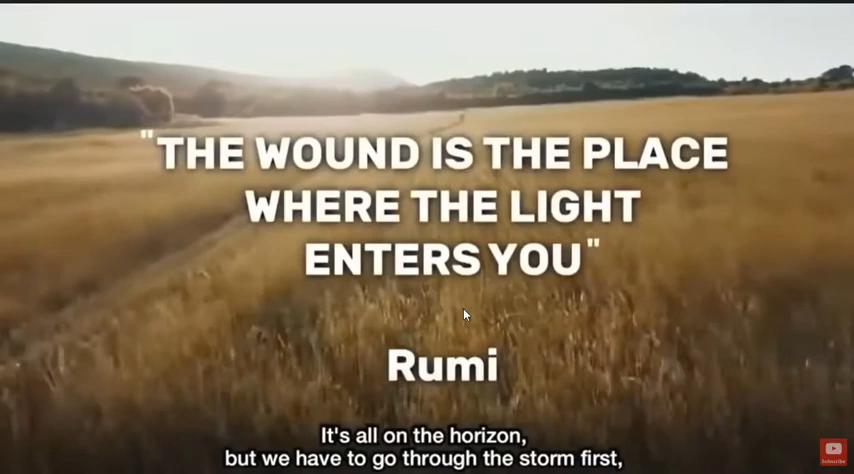 "THE WOUND IS THE PLACE
WHERE THE LIGHT
ENTERS YOU"
Rumi
It's all on the horizon,
but we have to go through the storm first,
Subscribe